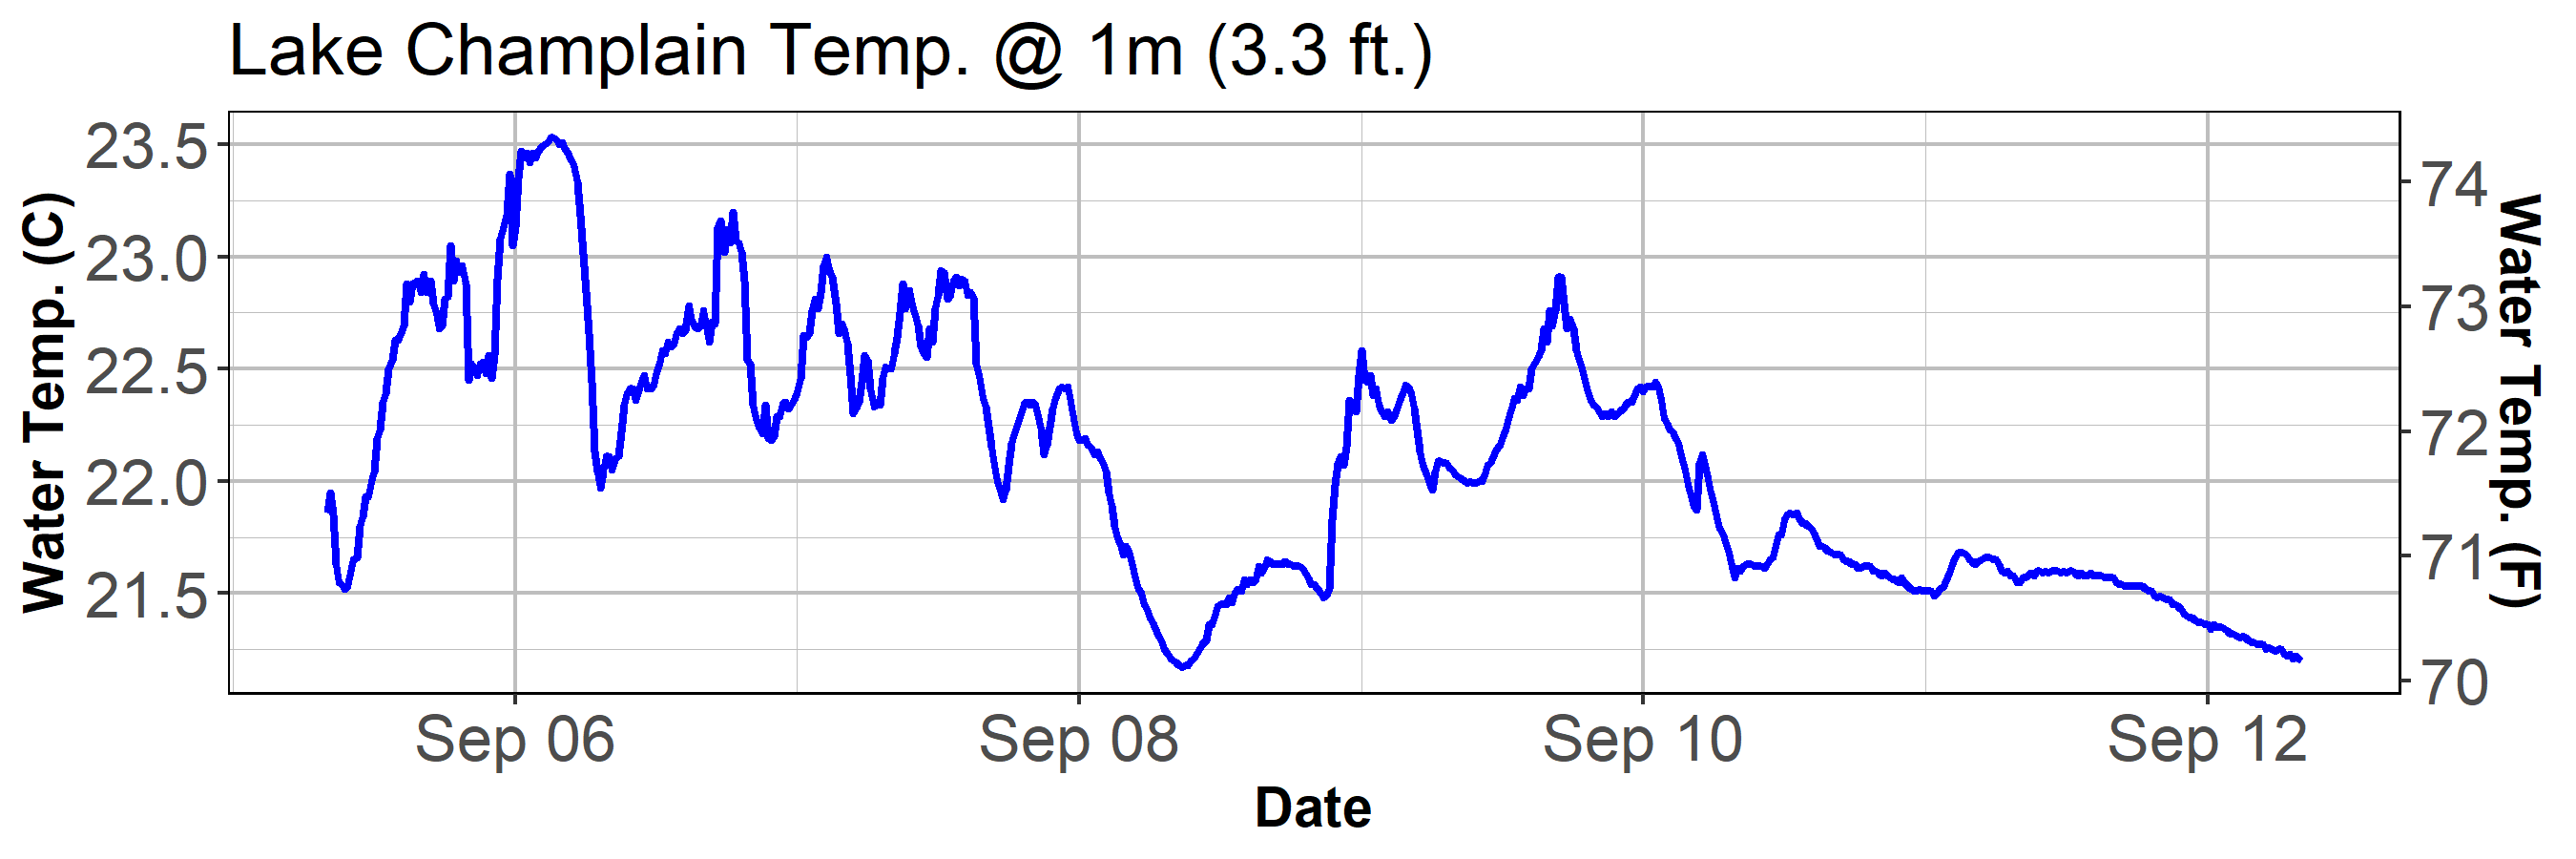 Lake Champlain Temp. @ 1m (3.3 ft.)
Water Temp. (C)
23.5
23.0
22.5
22.0
21.5
74
73
72
71
70
Water Temp. (F)
Sep 06
Sep 08
Sep 10
Sep 12
Date